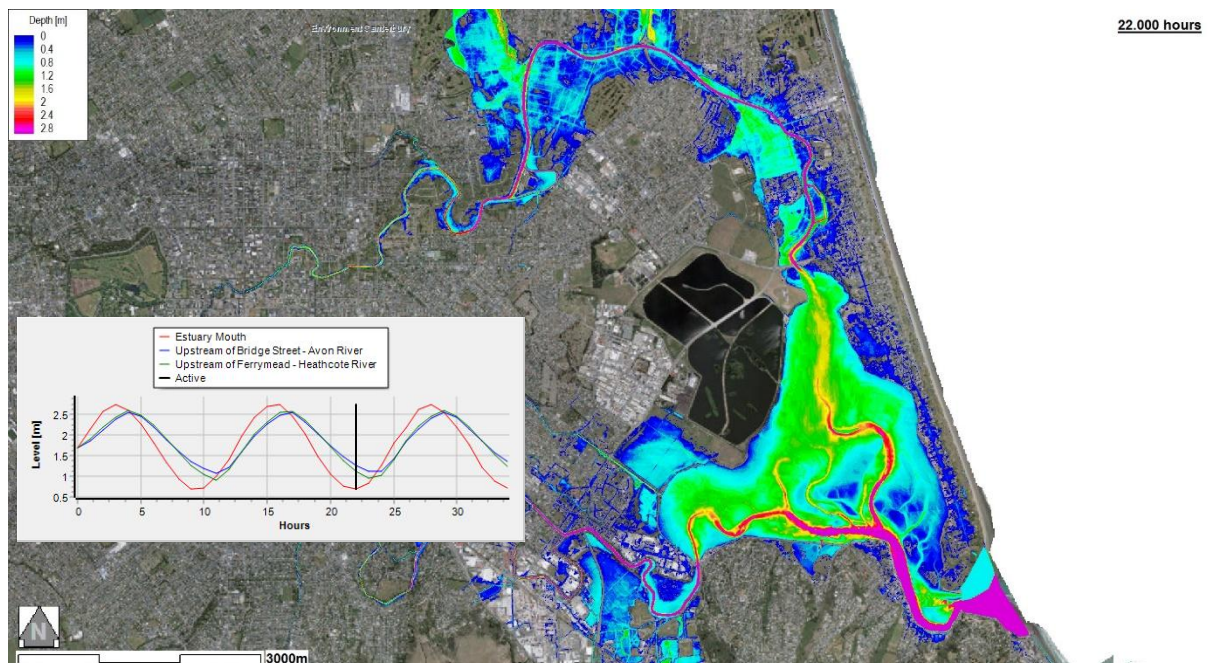 Depth [m]
0
0.4
0.8
1.2
1.6
2
2.4
2.8
Environment Canterbury
22.000 hours
Estuary Mouth
Upstream of Bridge Street - Avon River
Upstream of Ferrymead - Heathcote River
Active
Level [m]
2.5
2
1.5
1
0.5
0 5 10 15 20 25 30
Hours
N
3000m